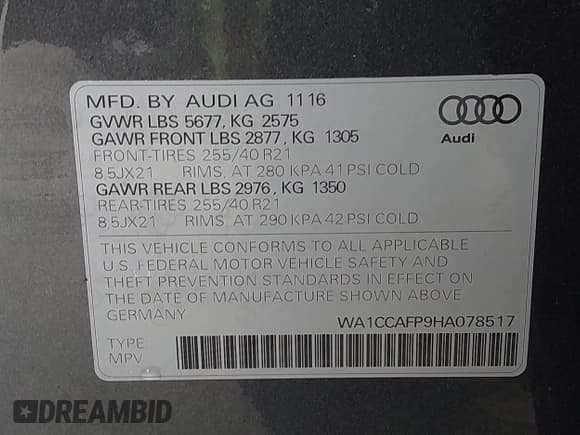 MFD. BY AUDI AG 11 16
GVWR LBS 5677, KG 2575
GAWR FRONT LBS 2877, KG 1305
FRONT-TIRES 255/40 R21
8,5JX21 RIMS, AT 280 KPA 41 PSI COLD
GAWR REAR LBS 2976, KG 1350
REAR-TIRES 255/40 R21
8,5JX21 RIMS, AT 290 KPA 42 PSI COLD
Audi
THIS VEHICLE CONFORMS TO ALL APPLICABLE
U.S. FEDERAL MOTOR VEHICLE SAFETY AND
THEFT PREVENTION STANDARDS IN EFFECT ON
THE DATE OF MANUFACTURE SHOWN ABOVE.
GERMANY
WA1CCAFP9HA078517
TYPE
MPV
DREAMBID